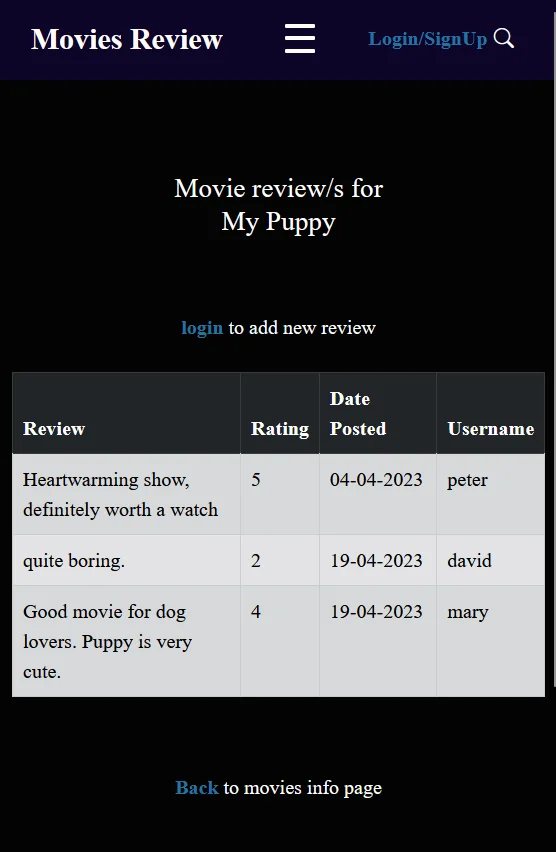 Movies Review
Login/SignUp
Movie review/s for
My Puppy
login to add new review
Review Rating Date Posted Username
Heartwarming show, 5 04-04-2023 peter
definitely worth a watch
quite boring. 2 19-04-2023 david
Good movie for dog 4 19-04-2023 mary
lovers. Puppy is very
cute.
Back to movies info page